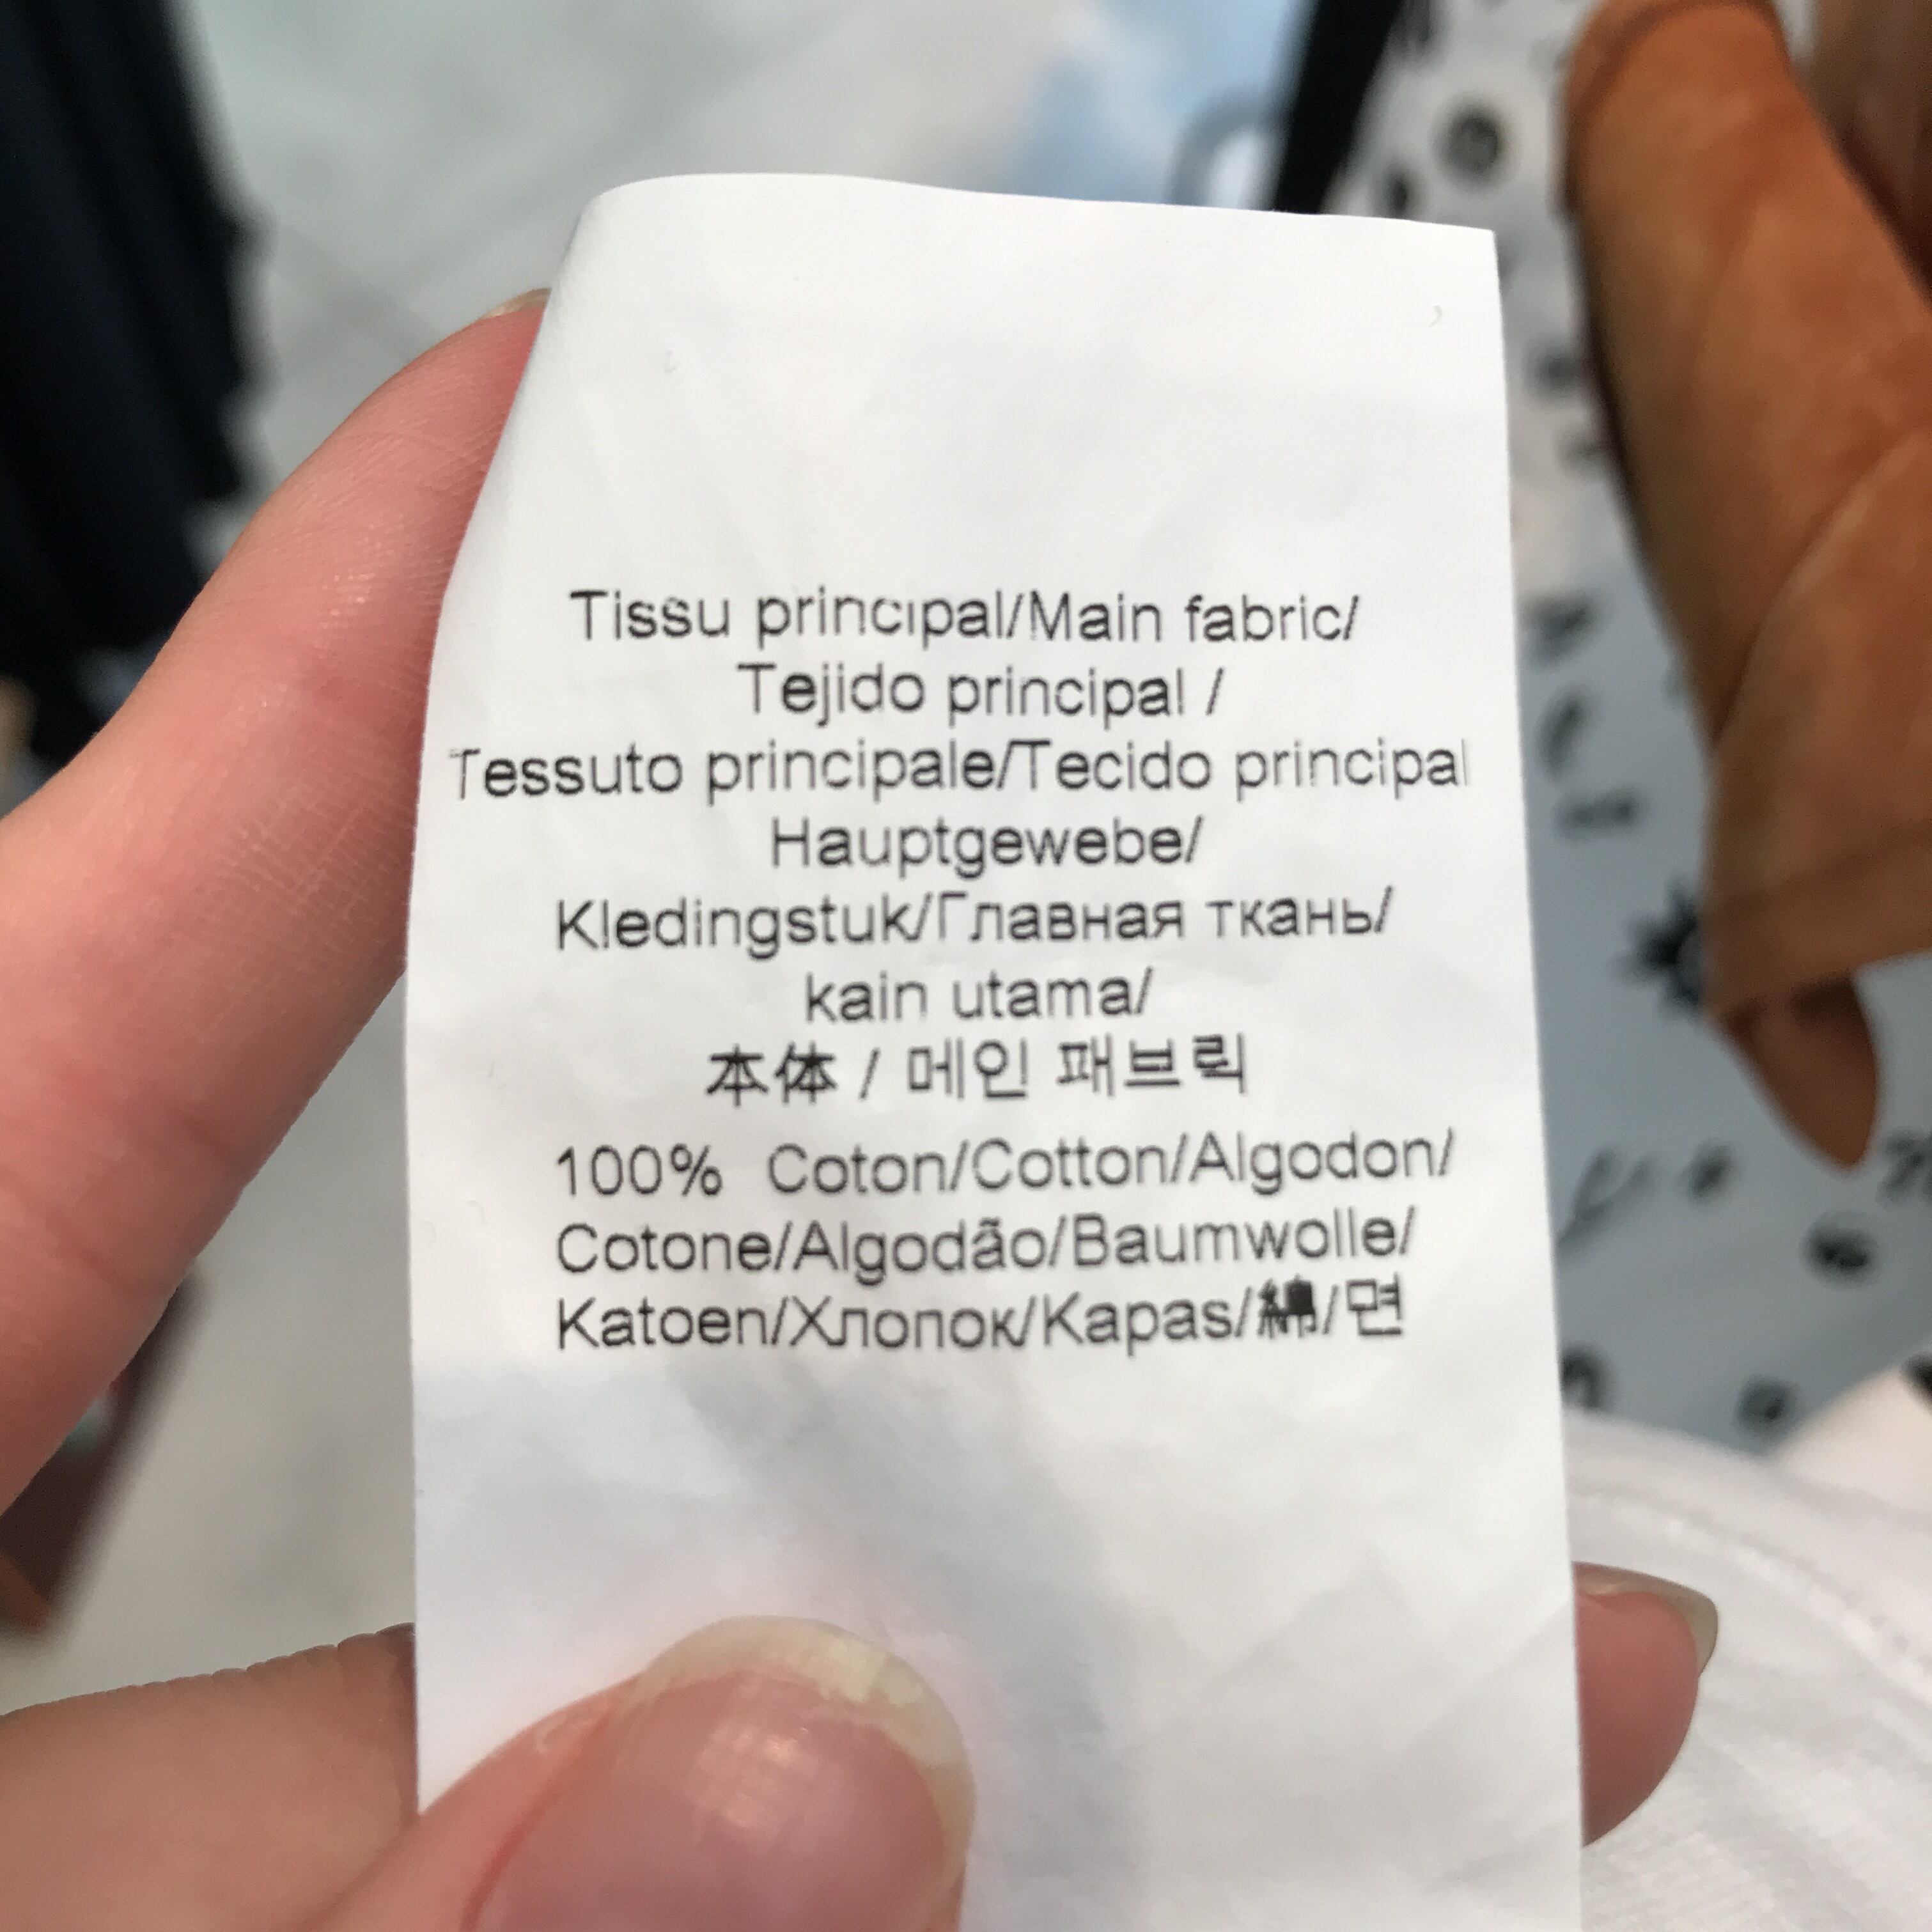 Tissu principal/Main fabric/
Tejido principal /
Tessuto principale/Tecido principal
Hauptgewebe/
Kledingstuk/Главная ткань/
kain utama/
本体 / 메인 패브릭
100% Coton/Cotton/Algodon/
Cotone/Algodão/Baumwolle/
Katoen/Хлопок/Kapas/綿/면